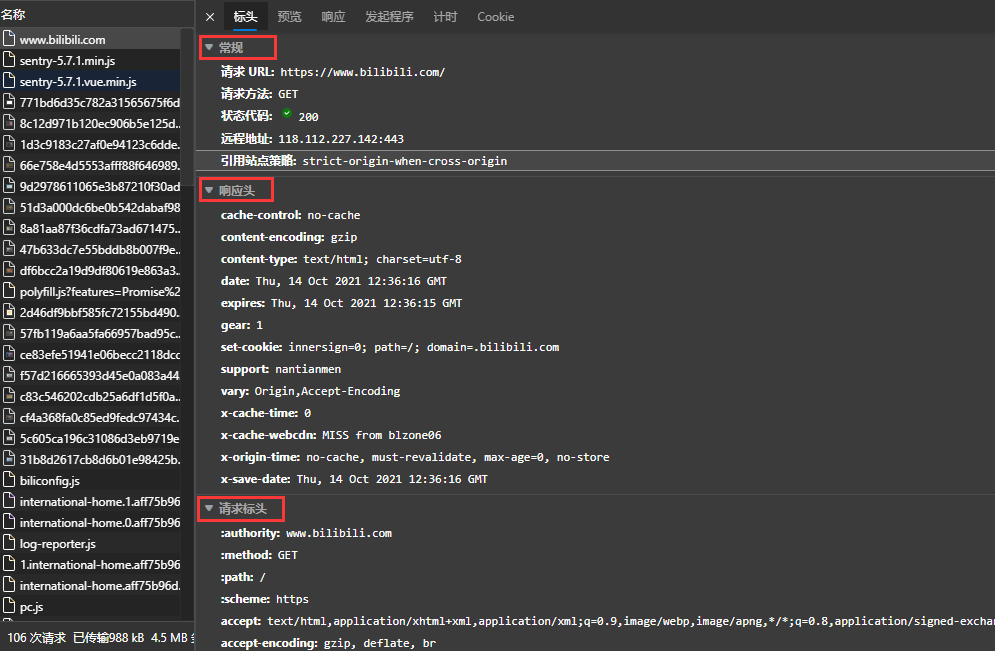 名称
www.bilibili.com
sentry-5.7.1.min.js
sentry-5.7.1.vue.min.js
771bd6d35c782a31565675f6d
8c12d971b120ec906b5e125d..
1d3c9183c27af0e94123c6dde.
66e758e4d5553afff88f646989.
9d2978611065e3b87210f30ad
51d3a000dc6be0b542dabaf98
8a81aa87f36cdfa73ad671475..
47b633dc7e55bddb8b007f9e..
df6bcc2a19d9df80619e863a3..
polyfill.js?features=Promise%2
2d46df9bbf585fc72155bd490.
57fb119a6aa5fa66957bad95c..
ce83efe51941e06becc2118dcc
f57d216665393d45e0a083a44
c83c546202cdb25a6df1d5f0a..
cf4a368fa0c85ed9fedc97434c.
5c605ca196c31086d3eb9719e
31b8d2617cb8d6b01e98425b.
biliconfig.js
international-home.1.aff75b96
international-home.0.aff75b96
log-reporter.js
1.international-home.aff75b96
international-home.aff75b96d.
pc.js
106 次请求 已传输988 kB 4.5 MB
× 标头 预览 响应 发起程序 计时 Cookie
常规
请求 URL: https://www.bilibili.com/
请求方法: GET
状态代码: 200
远程地址: 118.112.227.142:443
引用站点策略: strict-origin-when-cross-origin
响应头
cache-control: no-cache
content-encoding: gzip
content-type: text/html; charset=utf-8
date: Thu, 14 Oct 2021 12:36:16 GMT
expires: Thu, 14 Oct 2021 12:36:15 GMT
gear: 1
set-cookie: innersign=0; path=/; domain=.bilibili.com
support: nantianmen
vary: Origin,Accept-Encoding
x-cache-time: 0
x-cache-webcdn: MISS from blzone06
x-origin-time: no-cache, must-revalidate, max-age=0, no-store
x-save-date: Thu, 14 Oct 2021 12:36:16 GMT
请求标头
:authority: www.bilibili.com
:method: GET
:path: /
:scheme: https
accept: text/html,application/xhtml+xml,application/xml;q=0.9,image/webp,image/apng,*/*;q=0.8,application/signed-excha
accept-encoding: gzip, deflate, br